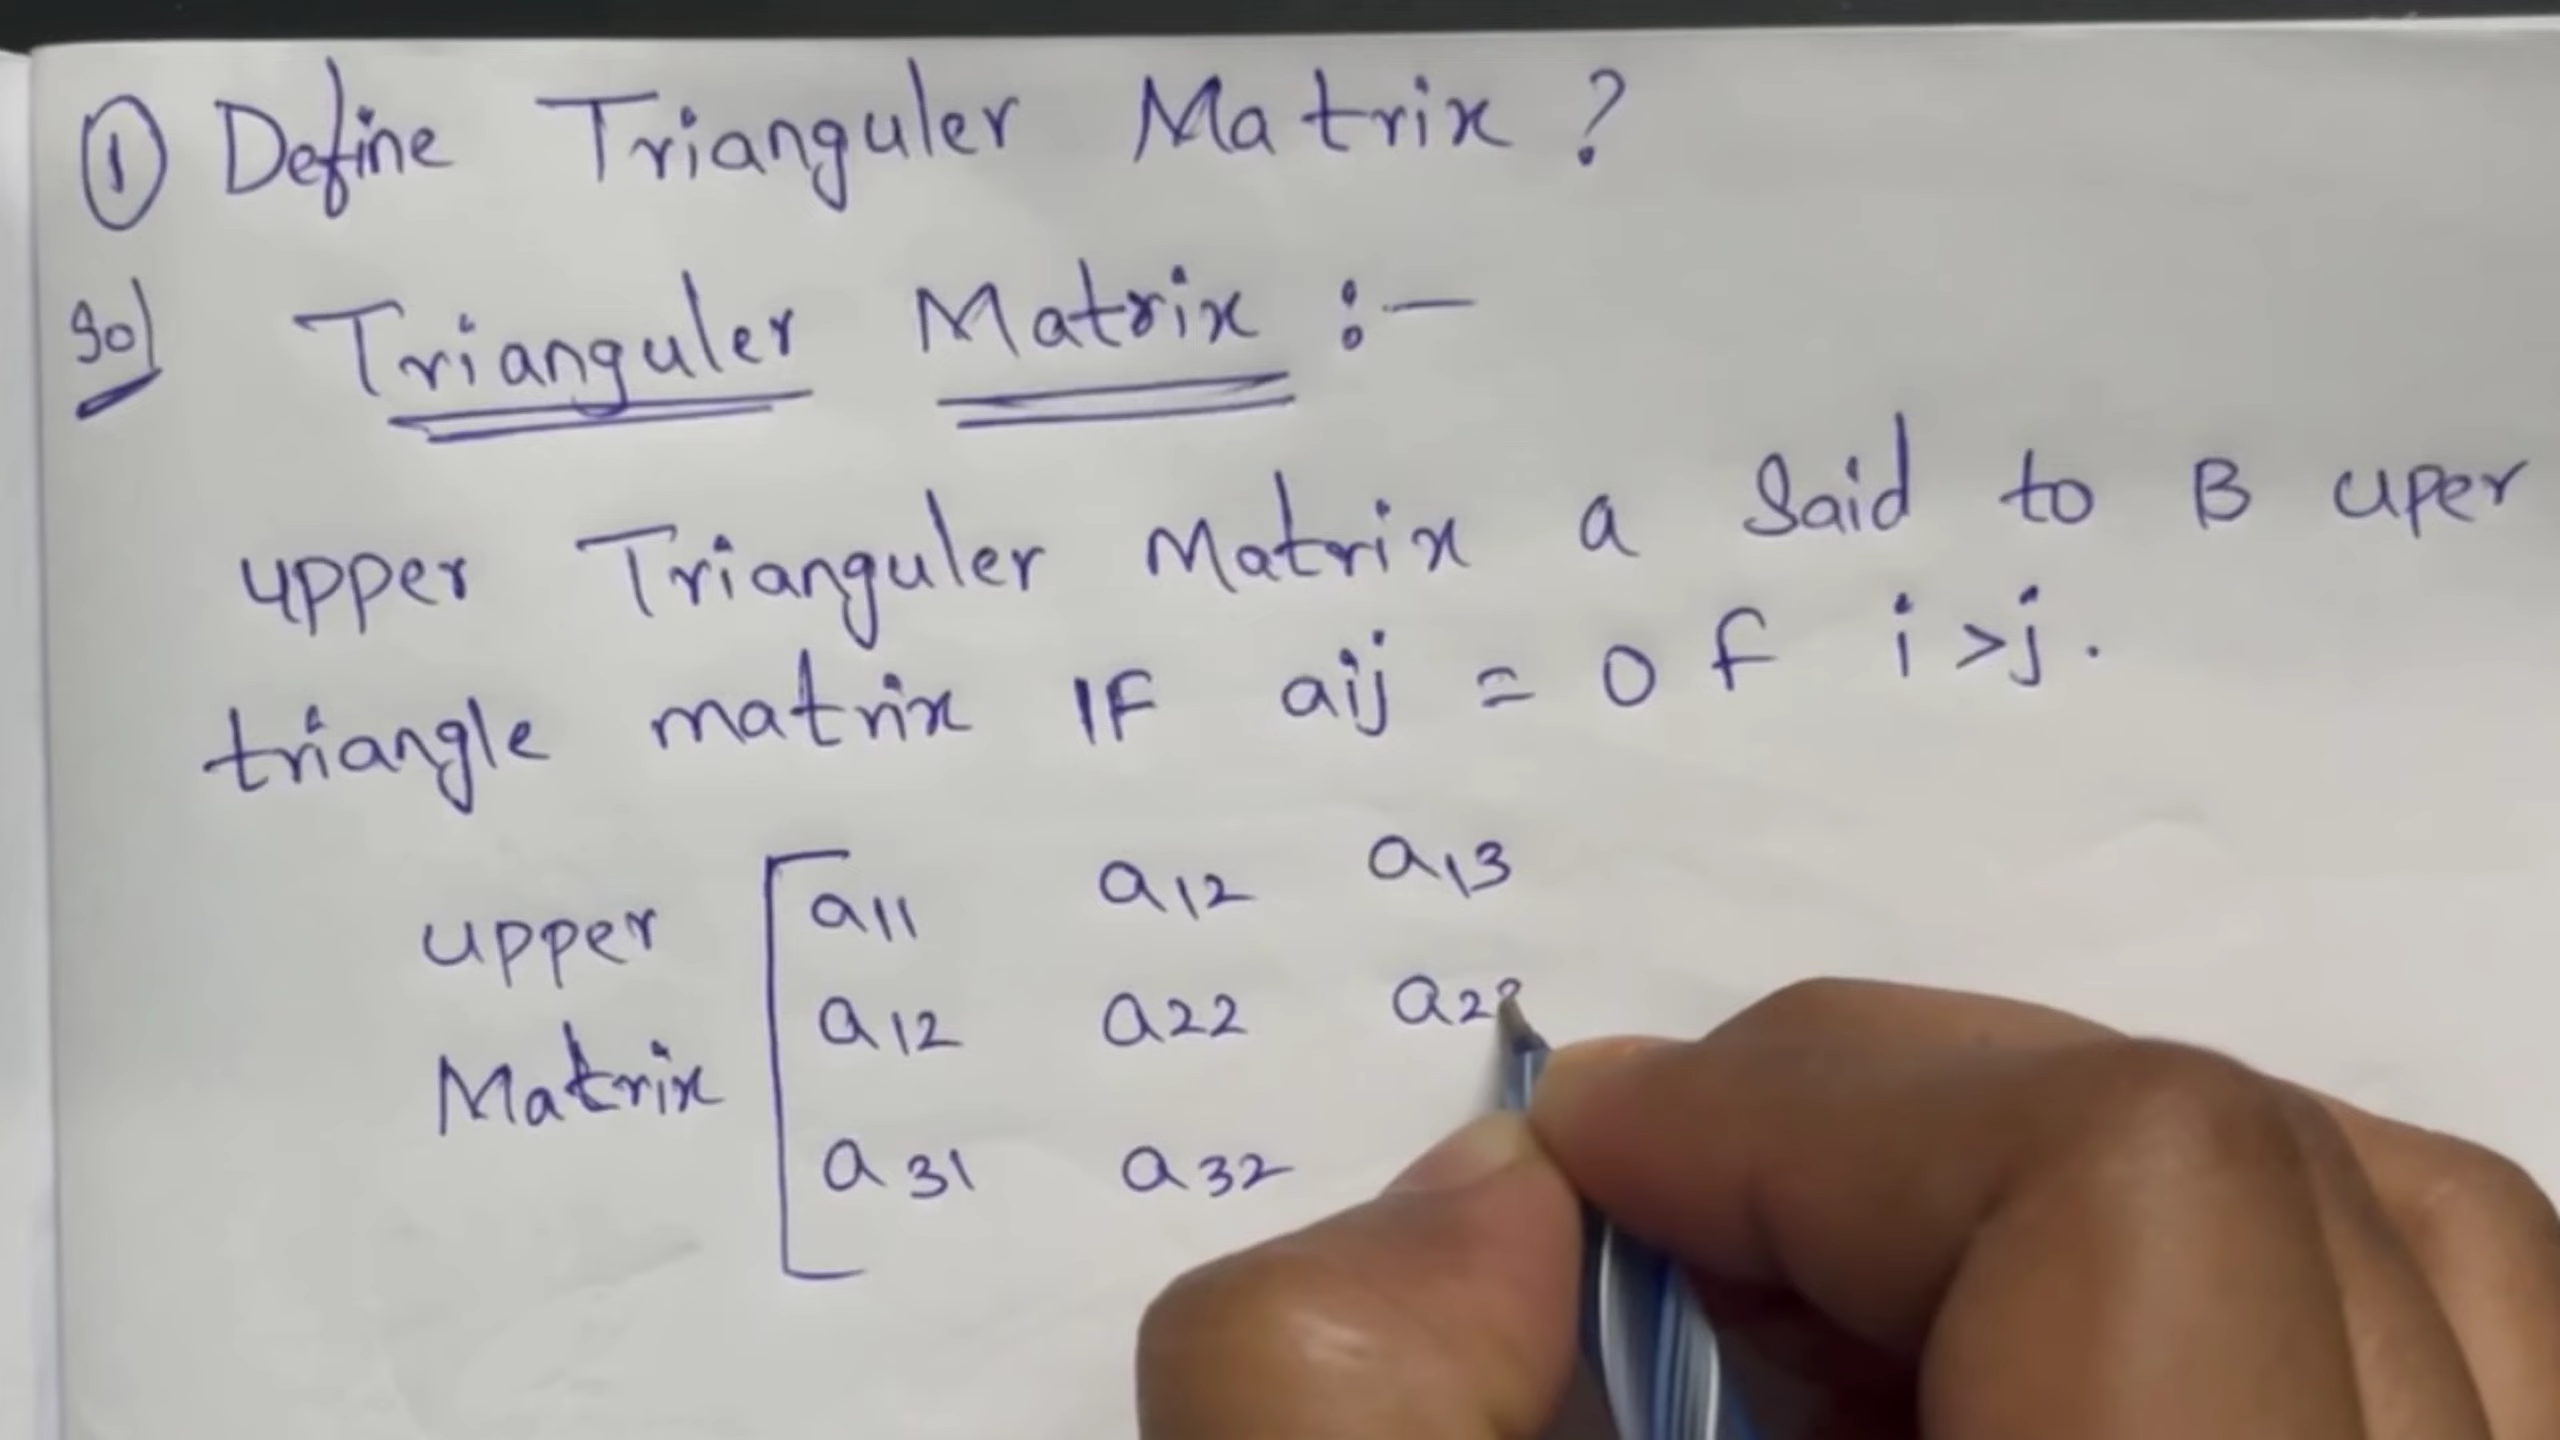 ① Define Trianguler Matrix ?
Sol Trianguler Matrix :-
upper Trianguler Matrix a Said to B uper
triangle matrix IF aij = 0 f i >j .
upper a11 a12 a13
Matrix a12 a22
a31 a32